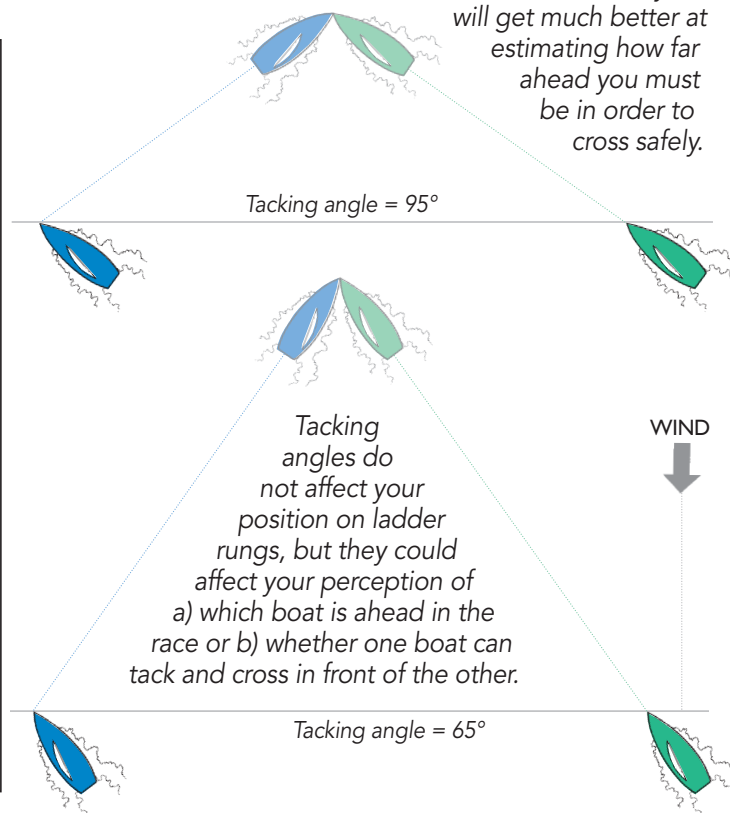 will get much better at
estimating how far
ahead you must
be in order to
cross safely.
Tacking angle = 95°
Tacking
angles do
not affect your
position on ladder
rungs, but they could
affect your perception of
a) which boat is ahead in the
race or b) whether one boat can
tack and cross in front of the other.
WIND
Tacking angle = 65°